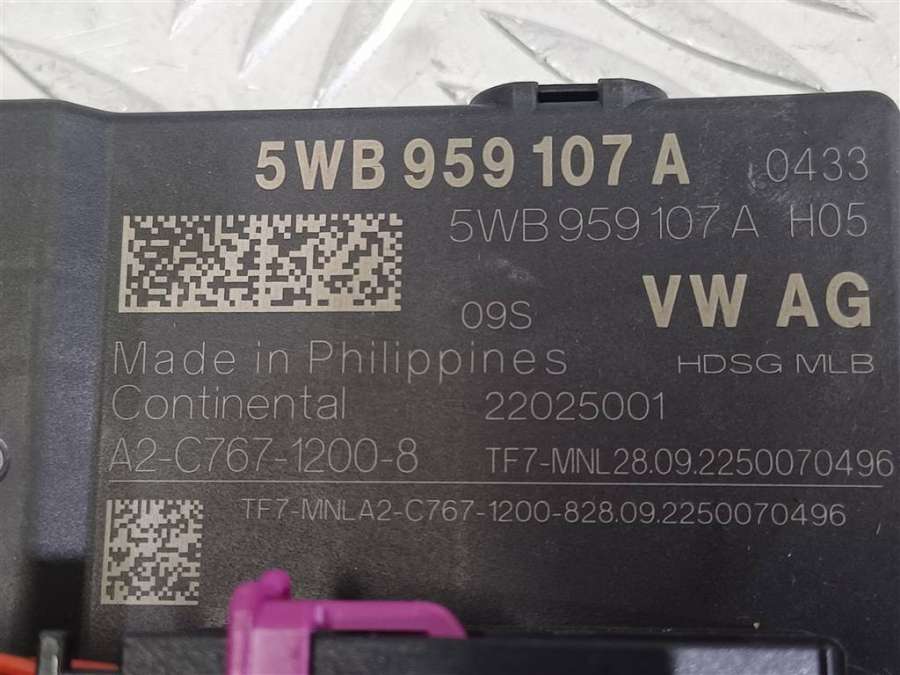 5WB 959 107 A 0433
5WB 959 107 A H05
09S VW AG
Made in Philippines HDSG MLB
Continental 22025001
A2-C767-1200-8 TF7-MNL28.09.2250070496
TF7-MNLA2-C767-1200-828.09.2250070496